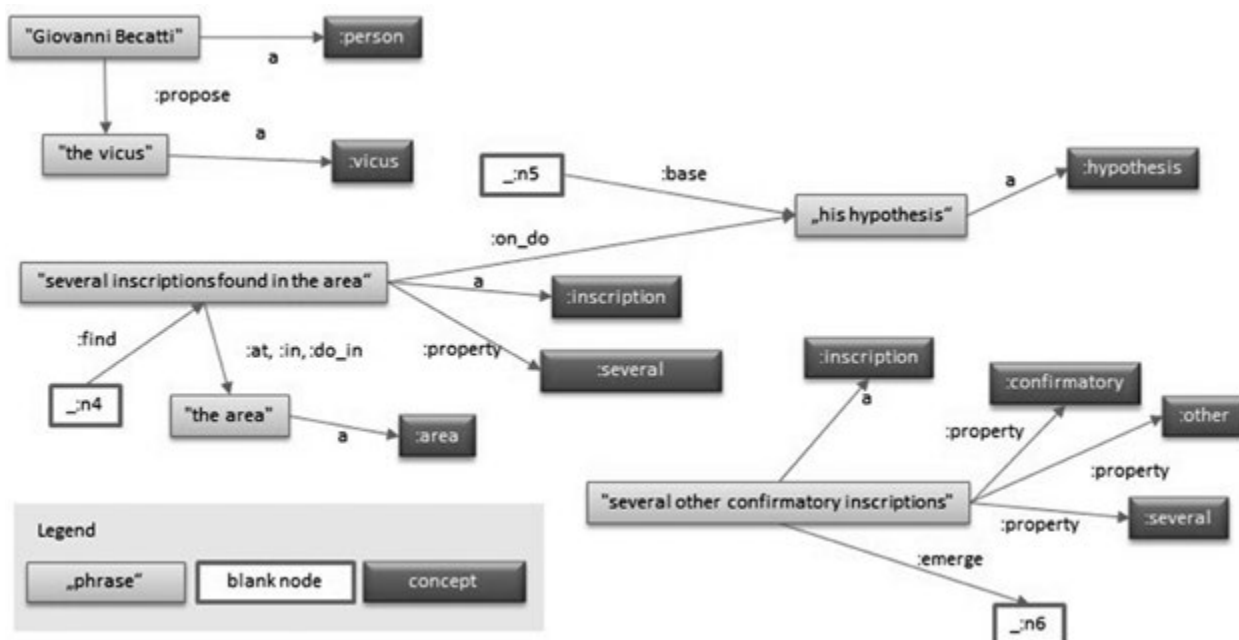 "Giovanni Becatti"
:person
a
:propose
"the vicus"
a
:vicus
_:n5
:base
„his hypothesis“
a
:hypothesis
:on_do
"several inscriptions found in the area“
a
:inscription
:find
:at, :in, :do_in
:property
:several
_:n4
"the area"
a
:area
:inscription
a
:confirmatory
:other
:property
:property
"several other confirmatory inscriptions"
:property
:several
:emerge
_:n6
Legend
„phrase“
blank node
concept